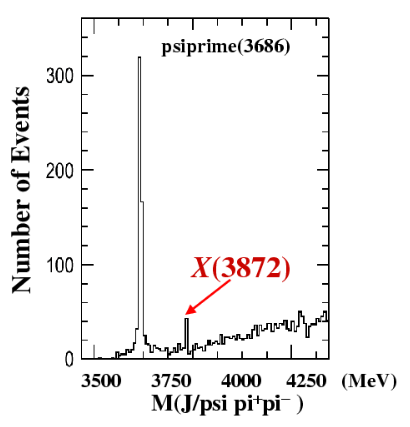 psiprime(3686)
Number of Events
300
200
X(3872)
100
0
3500 3750 4000 4250 (MeV)
M(J/psi pi⁺pi⁻ )